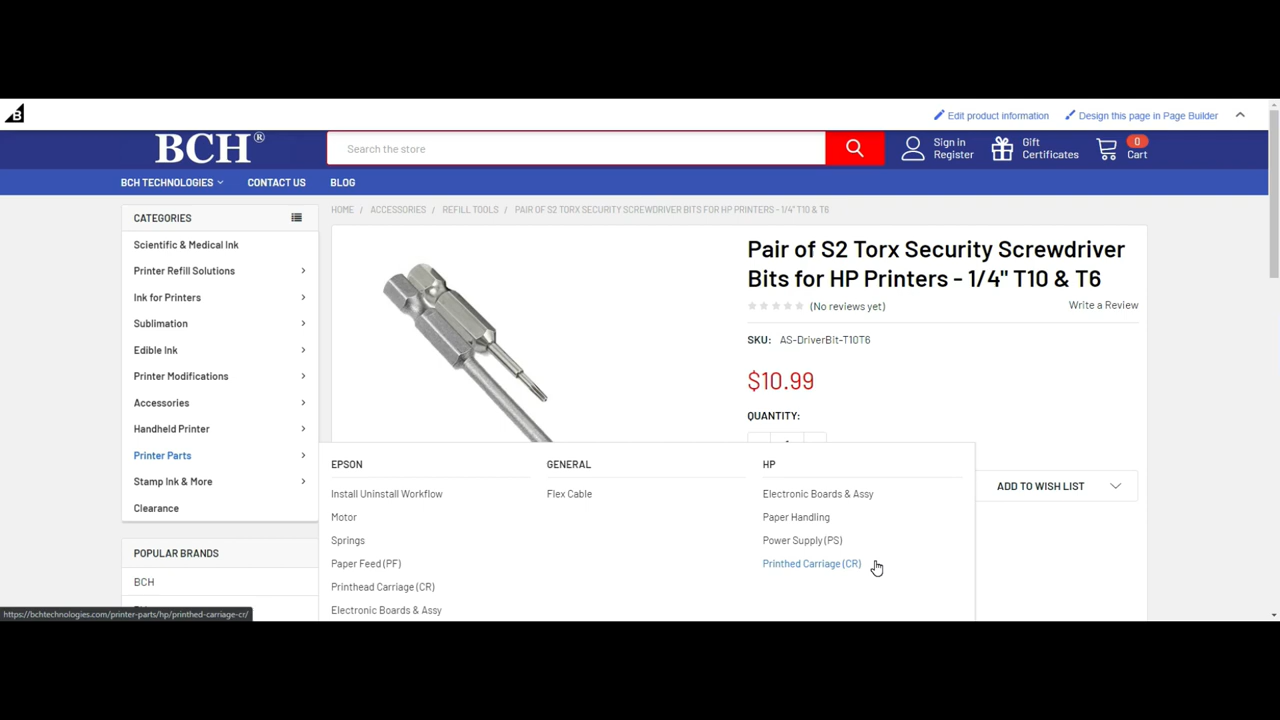 Edit product information
Design this page in Page Builder
BCH®
Search the store
Sign in
Register
Gift
Certificates
0
Cart
BCH TECHNOLOGIES
CONTACT US
BLOG
CATEGORIES
Scientific & Medical Ink
Printer Refill Solutions
Ink for Printers
Sublimation
Edible Ink
Printer Modifications
Accessories
Handheld Printer
Printer Parts
Stamp Ink & More
Clearance
POPULAR BRANDS
BCH
HOME / ACCESSORIES / REFILL TOOLS / PAIR OF S2 TORX SECURITY SCREWDRIVER BITS FOR HP PRINTERS - 1/4" T10 & T6
Pair of S2 Torx Security Screwdriver
Bits for HP Printers - 1/4" T10 & T6
(No reviews yet)
Write a Review
SKU: AS-DriverBit-T10T6
$10.99
QUANTITY:
ADD TO WISH LIST
EPSON
Install Uninstall Workflow
Motor
Springs
Paper Feed (PF)
Printhead Carriage (CR)
Electronic Boards & Assy
GENERAL
Flex Cable
HP
Electronic Boards & Assy
Paper Handling
Power Supply (PS)
Printhed Carriage (CR)
https://bchtechnologies.com/printer-parts/hp/printhed-carriage-cr/